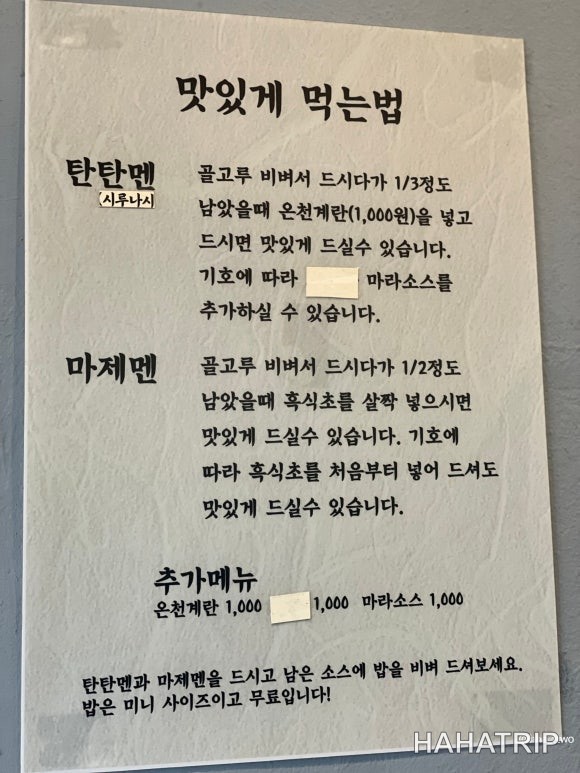 맛있게 먹는법
탄탄멘
(시루나시
골고루 비벼서 드시다가 1/3정도
남았을때 온천계란(1,000원)을 넣고
드시면 맛있게 드실수 있습니다.
기호에 따라 마라소스를
추가하실 수 있습니다.
마제멘
골고루 비벼서 드시다가 1/2정도
남았을때 흑식초를 살짝 넣으시면
맛있게 드실수 있습니다. 기호에
따라 흑식초를 처음부터 넣어 드셔도
맛있게 드실수 있습니다.
추가메뉴
온천계란 1,000 1,000 마라소스 1,000
탄탄멘과 마제멘을 드시고 남은 소스에 밥을 비벼 드셔보세요.
밥은 미니 사이즈이고 무료입니다!
HAHATRIP